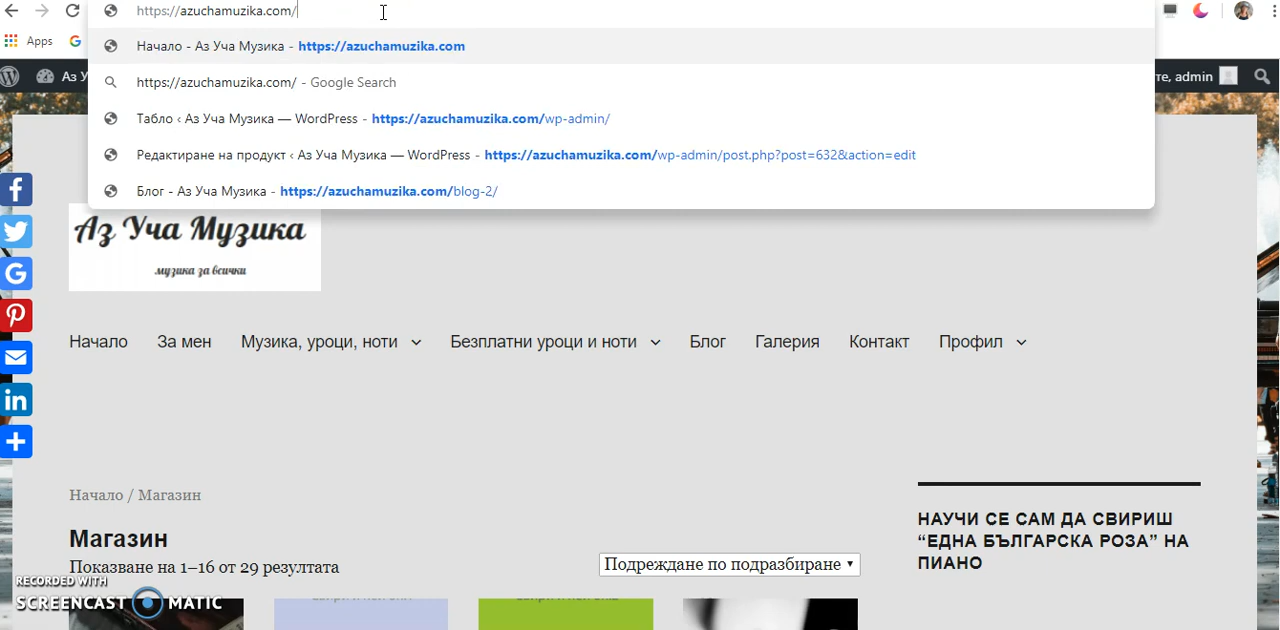 https://azuchamuzika.com/
Apps
Начало - Аз Уча Музика - https://azuchamuzika.com
https://azuchamuzika.com/ - Google Search
Табло ‹ Аз Уча Музика — WordPress - https://azuchamuzika.com/wp-admin/
Редактиране на продукт ‹ Аз Уча Музика — WordPress - https://azuchamuzika.com/wp-admin/post.php?post=632&action=edit
Блог - Аз Уча Музика - https://azuchamuzika.com/blog-2/
Аз admin
Аз Уча Музика
музика за всички
Начало За мен Музика, уроци, ноти Безплатни уроци и ноти Блог Галерия Контакт Профил
Начало / Магазин
Магазин
Показване на 1–16 от 29 резултата
Подреждане по подразбиране
НАУЧИ СЕ САМ ДА СВИРИШ
“ЕДНА БЪЛГАРСКА РОЗА” НА
ПИАНО
RECORDED WITH
SCREENCAST MATIC